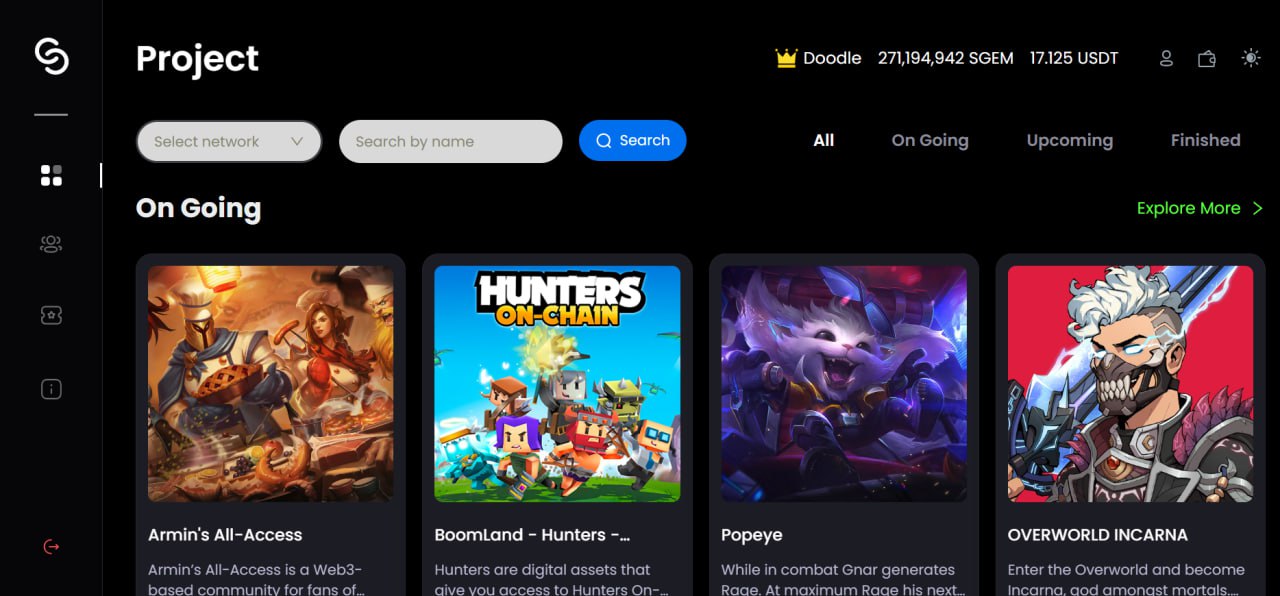 Project
Doodle 271,194,942 SGEM 17.125 USDT
Select network
Search by name
Search
All
On Going
Upcoming
Finished
On Going
Explore More
HUNTERS
ON-CHAIN
Armin's All-Access
Armin’s All-Access is a Web3-
based community for fans of...
BoomLand - Hunters -...
Hunters are digital assets that
give you access to Hunters On-...
Popeye
While in combat Gnar generates
Rage. At maximum Rage his next...
OVERWORLD INCARNA
Enter the Overworld and become
Incarna, god amongst mortals....